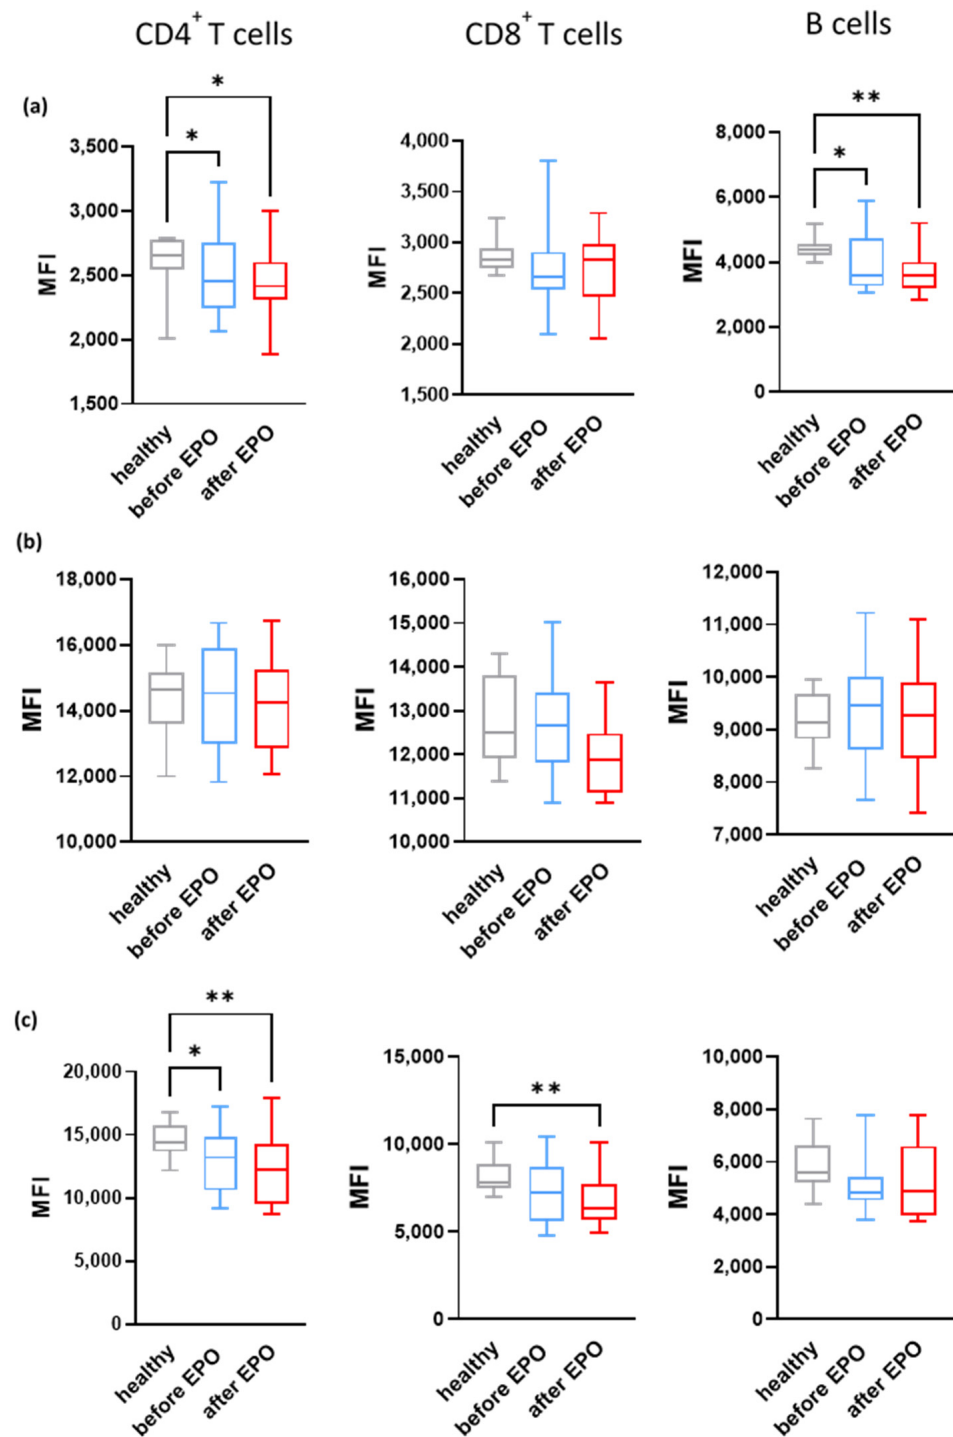 CD4+ T cells
CD8+ T cells
B cells
(a)
*
*
MFI
3,500
3,000
2,500
2,000
1,500
healthy
before EPO
after EPO
MFI
4,000
3,500
3,000
2,500
2,000
1,500
healthy
before EPO
after EPO
**
*
MFI
8,000
6,000
4,000
2,000
0
healthy
before EPO
after EPO
(b)
MFI
18,000
16,000
14,000
12,000
10,000
healthy
before EPO
after EPO
MFI
16,000
15,000
14,000
13,000
12,000
11,000
10,000
healthy
before EPO
after EPO
MFI
12,000
11,000
10,000
9,000
8,000
7,000
healthy
before EPO
after EPO
(c)
**
*
MFI
20,000
15,000
10,000
5,000
0
healthy
before EPO
after EPO
**
MFI
15,000
10,000
5,000
0
healthy
before EPO
after EPO
MFI
10,000
8,000
6,000
4,000
2,000
0
healthy
before EPO
after EPO